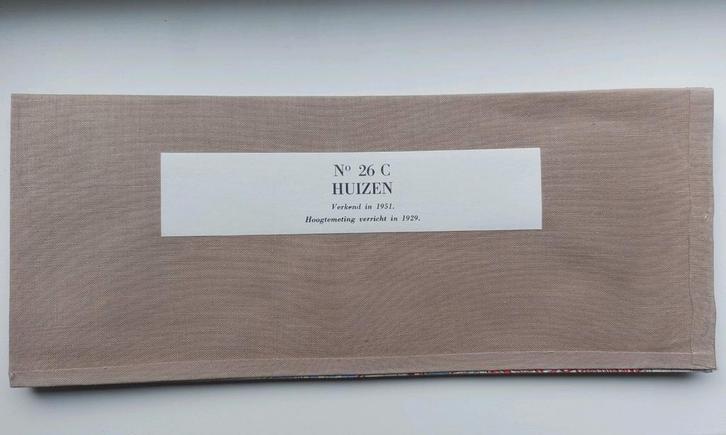 Nº 26 C
HUIZEN
Verkend in 1951.
Hoogtemeting verricht in 1929.